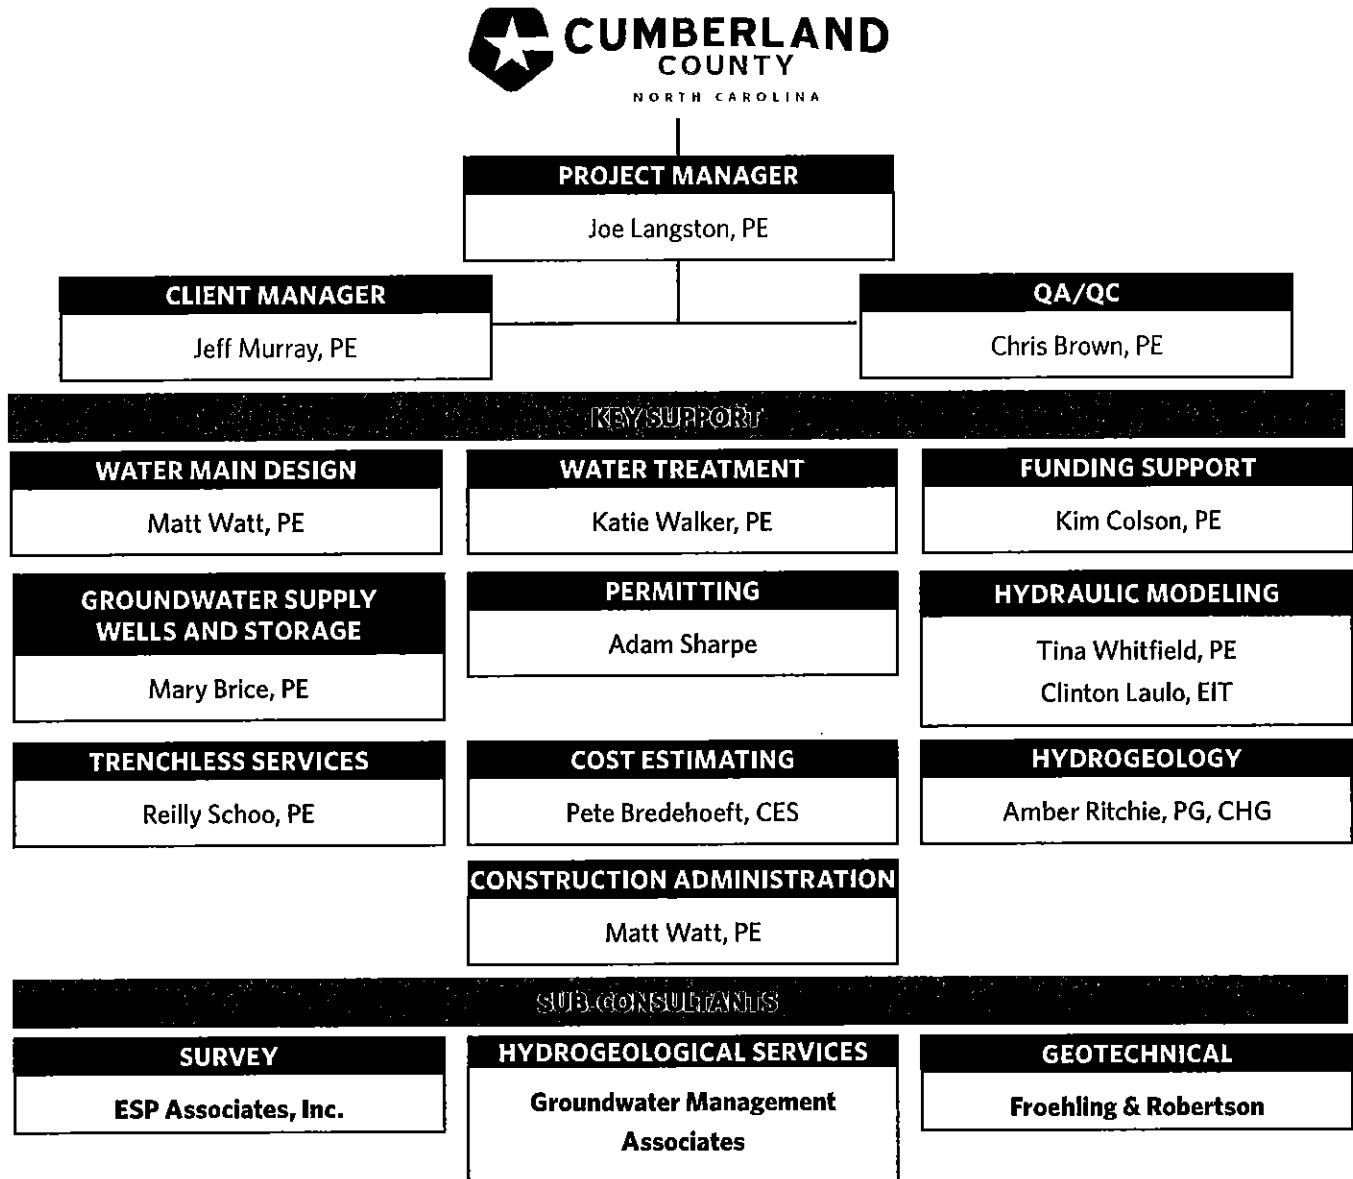 CUMBERLAND
COUNTY
NORTH CAROLINA
PROJECT MANAGER
Joe Langston, PE
CLIENT MANAGER
Jeff Murray, PE
QA/QC
Chris Brown, PE
KEY SUPPORT
WATER MAIN DESIGN
Matt Watt, PE
WATER TREATMENT
Katie Walker, PE
FUNDING SUPPORT
Kim Colson, PE
GROUNDWATER SUPPLY
WELLS AND STORAGE
Mary Brice, PE
PERMITTING
Adam Sharpe
HYDRAULIC MODELING
Tina Whitfield, PE
Clinton Laulo, EIT
TRENCHLESS SERVICES
Reilly Schoo, PE
COST ESTIMATING
Pete Bredehoeft, CES
HYDROGEOLOGY
Amber Ritchie, PG, CHG
CONSTRUCTION ADMINISTRATION
Matt Watt, PE
SUB-CONSULTANTS
SURVEY
ESP Associates, Inc.
HYDROGEOLOGICAL SERVICES
Groundwater Management
Associates
GEOTECHNICAL
Froehling & Robertson